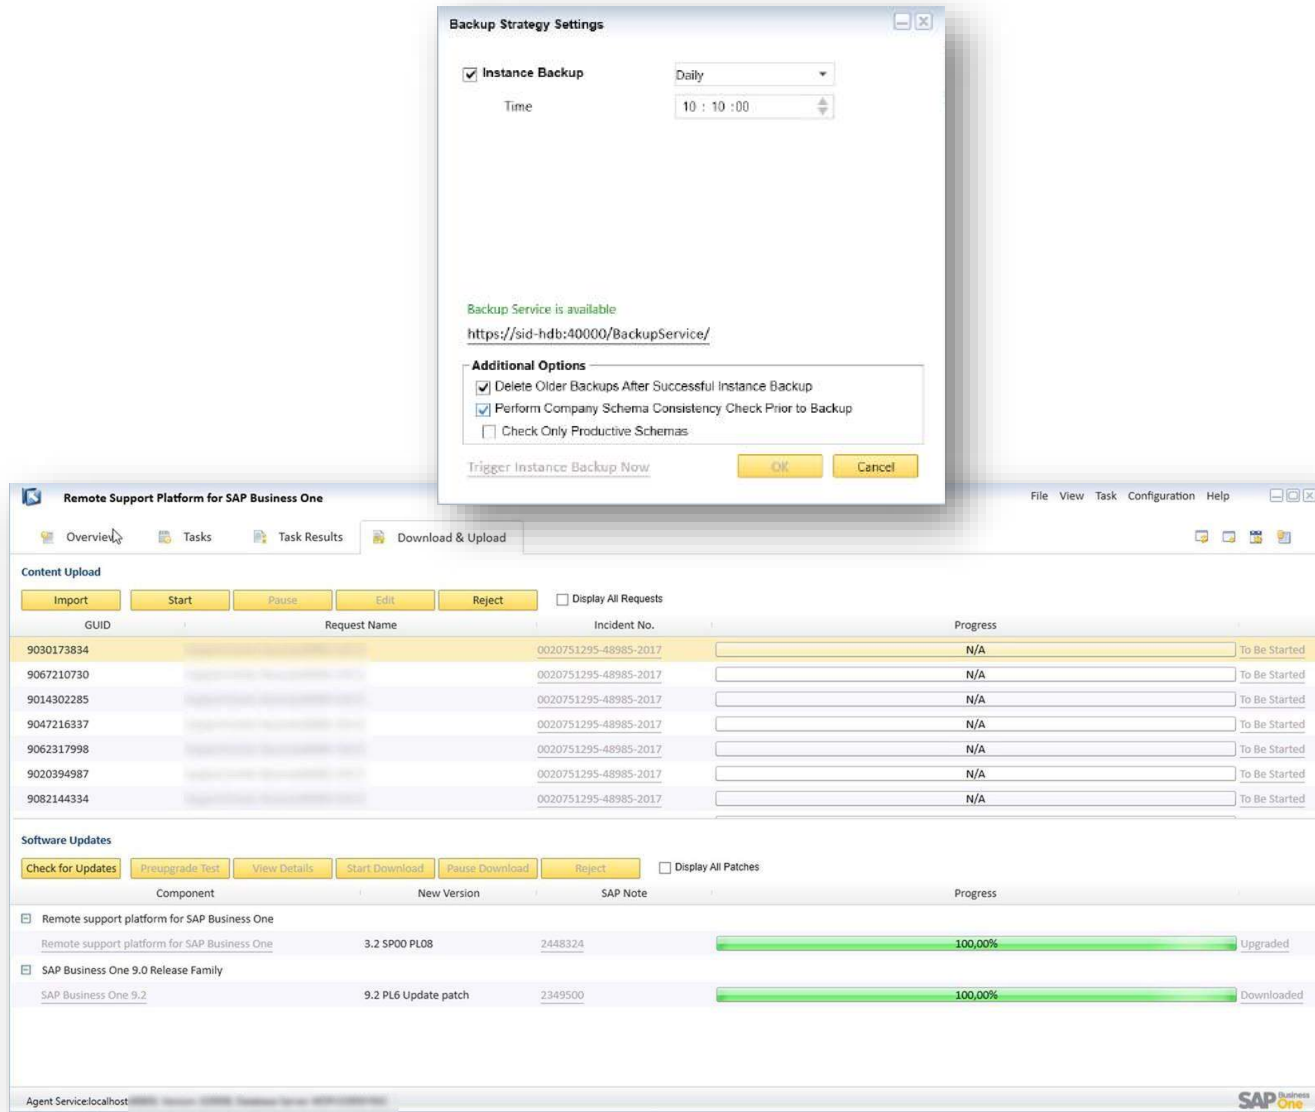 Backup Strategy Settings
Instance Backup Daily
Time 10 : 10 :00
Backup Service is available
https://sid-hdb:40000/BackupService/
Additional Options
Delete Older Backups After Successful Instance Backup
Perform Company Schema Consistency Check Prior to Backup
Check Only Productive Schemas
Trigger Instance Backup Now OK Cancel
Remote Support Platform for SAP Business One File View Task Configuration Help
Overview Tasks Task Results Download & Upload
Content Upload
Import Start Pause Edit Reject Display All Requests
GUID Request Name Incident No. Progress
9030173834 0020751295-48985-2017 N/A To Be Started
9067210730 0020751295-48985-2017 N/A To Be Started
9014302285 0020751295-48985-2017 N/A To Be Started
9047216337 0020751295-48985-2017 N/A To Be Started
9062317998 0020751295-48985-2017 N/A To Be Started
9020394987 0020751295-48985-2017 N/A To Be Started
9082144334 0020751295-48985-2017 N/A To Be Started
Software Updates
Check for Updates Preupgrade Test View Details Start Download Pause Download Reject Display All Patches
Component New Version SAP Note Progress
Remote support platform for SAP Business One
Remote support platform for SAP Business One 3.2 SP00 PL08 2448324 100,00% Upgraded
SAP Business One 9.0 Release Family
SAP Business One 9.2 9.2 PL6 Update patch 2349500 100,00% Downloaded
Agent Service:localhost
SAP Business One